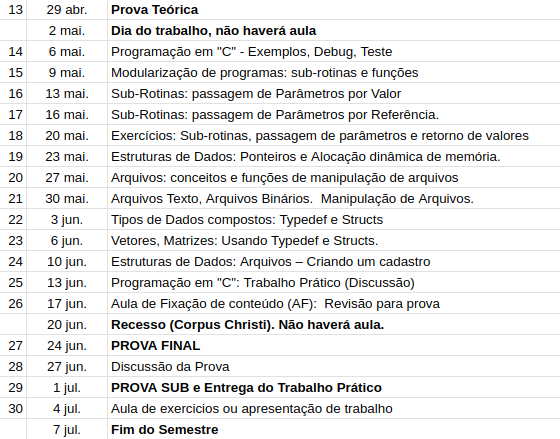 13 29 abr. Prova Teórica
2 mai. Dia do trabalho, não haverá aula
14 6 mai. Programação em "C" - Exemplos, Debug, Teste
15 9 mai. Modularização de programas: sub-rotinas e funções
16 13 mai. Sub-Rotinas: passagem de Parâmetros por Valor
17 16 mai. Sub-Rotinas: passagem de Parâmetros por Referência.
18 20 mai. Exercícios: Sub-rotinas, passagem de parâmetros e retorno de valores
19 23 mai. Estruturas de Dados: Ponteiros e Alocação dinâmica de memória.
20 27 mai. Arquivos: conceitos e funções de manipulação de arquivos
21 30 mai. Arquivos Texto, Arquivos Binários.  Manipulação de Arquivos.
22 3 jun. Tipos de Dados compostos: Typedef e Structs
23 6 jun. Vetores, Matrizes: Usando Typedef e Structs.
24 10 jun. Estruturas de Dados: Arquivos – Criando um cadastro
25 13 jun. Programação em "C": Trabalho Prático (Discussão)
26 17 jun. Aula de Fixação de conteúdo (AF):  Revisão para prova
20 jun. Recesso (Corpus Christi). Não haverá aula.
27 24 jun. PROVA FINAL
28 27 jun. Discussão da Prova
29 1 jul. PROVA SUB e Entrega do Trabalho Prático
30 4 jul. Aula de exercicios ou apresentação de trabalho
7 jul. Fim do Semestre